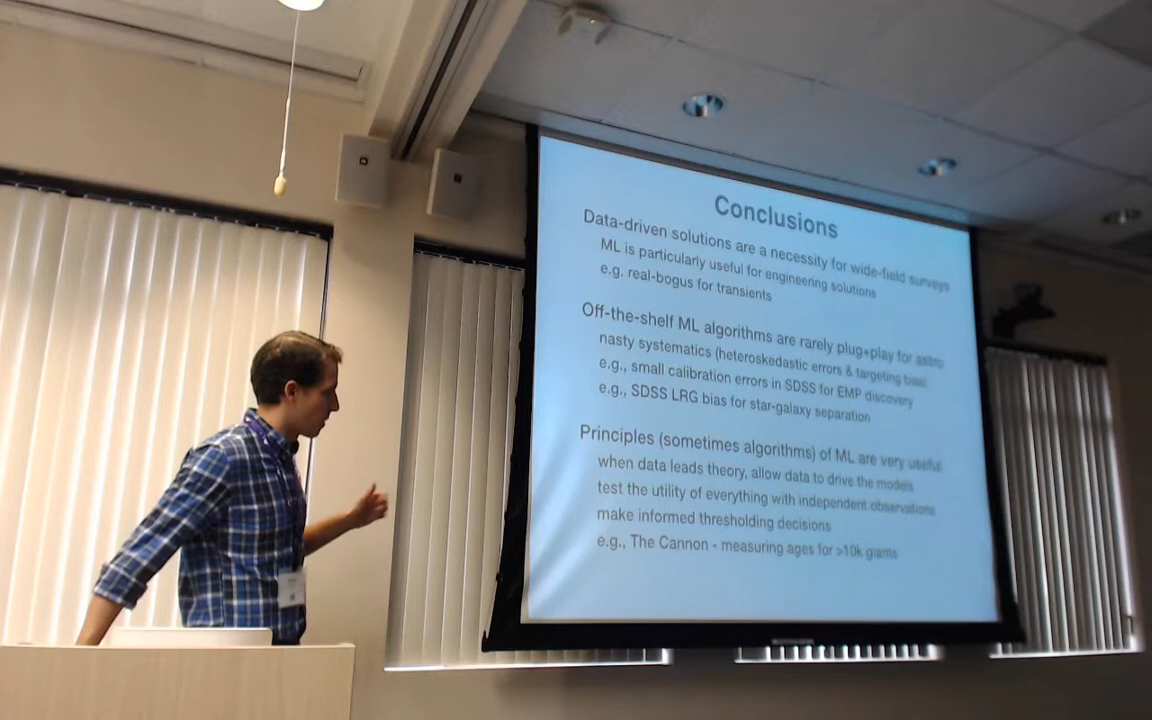 Conclusions
Data-driven solutions are a necessity for wide-field surveys
ML is particularly useful for engineering solutions
e.g. real-bogus for transients
Off-the-shelf ML algorithms are rarely plug+play for astro
nasty systematics (heteroskedastic errors & targeting bias)
e.g., small calibration errors in SDSS for EMP discovery
e.g., SDSS LRG bias for star-galaxy separation
Principles (sometimes algorithms) of ML are very useful
when data leads theory, allow data to drive the models
test the utility of everything with independent observations
make informed thresholding decisions
e.g., The Cannon - measuring ages for >10k giants